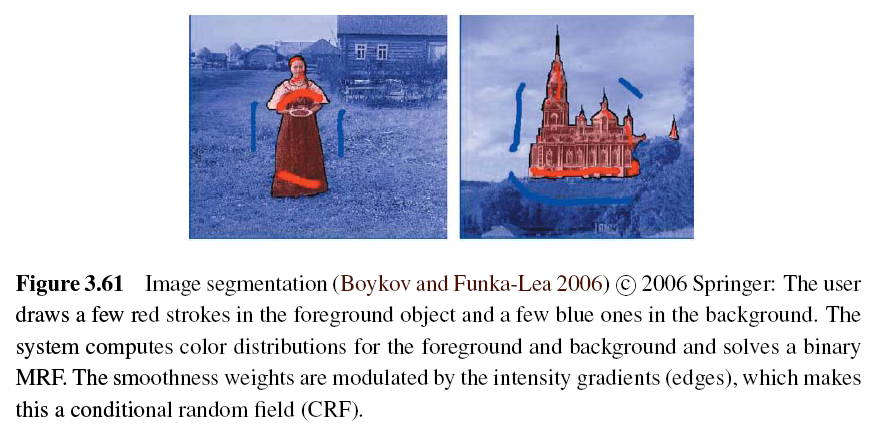 Figure 3.61 Image segmentation (Boykov and Funka-Lea 2006) © 2006 Springer: The user
draws a few red strokes in the foreground object and a few blue ones in the background. The
system computes color distributions for the foreground and background and solves a binary
MRF. The smoothness weights are modulated by the intensity gradients (edges), which makes
this a conditional random field (CRF).